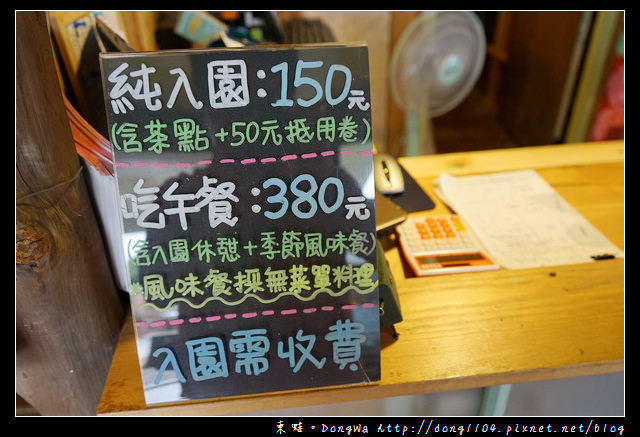 純入園：150元
(含茶點+50元抵用卷)
吃午餐：380元
(含入園休憩+季節風味餐)
*風味餐採無菜單料理
入園需收費
東蛙。DongWa http://dong1104.pixnet.net/blog